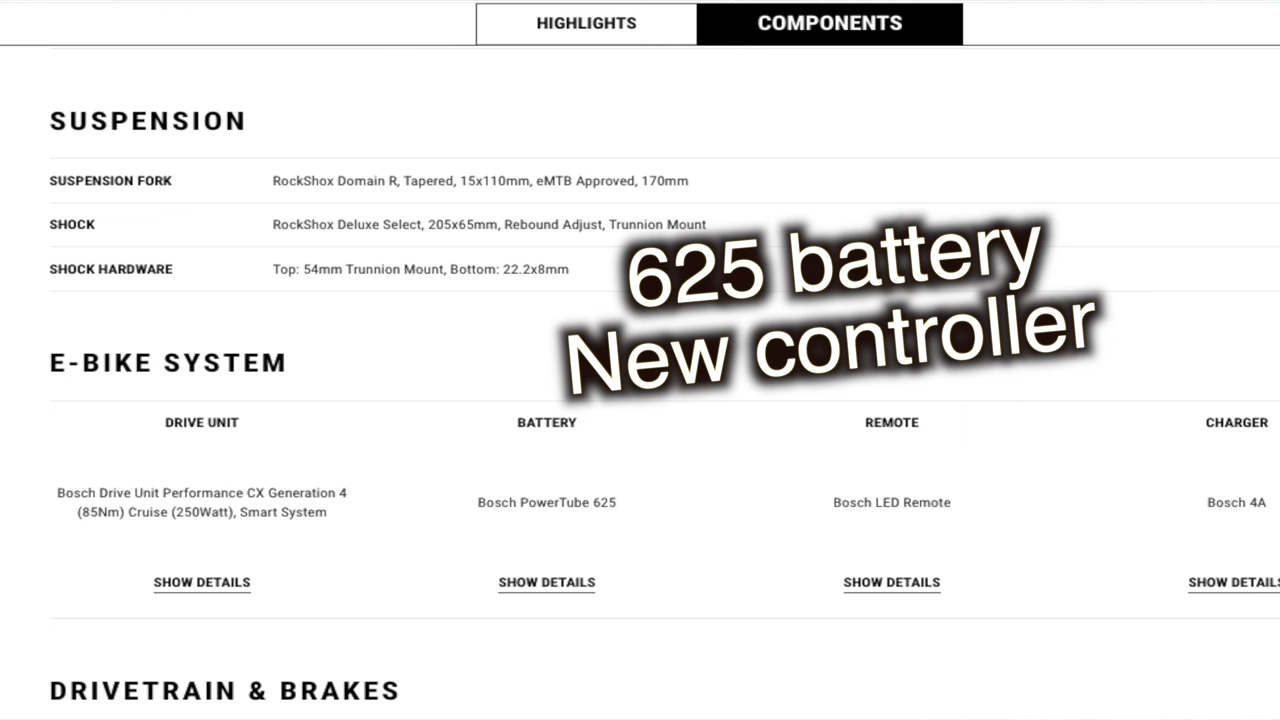 HIGHLIGHTS
COMPONENTS
SUSPENSION
SUSPENSION FORK
RockShox Domain R, Tapered, 15x110mm, eMTB Approved, 170mm
SHOCK
RockShox Deluxe Select, 205x65mm, Rebound Adjust, Trunnion Mount
SHOCK HARDWARE
Top: 54mm Trunnion Mount, Bottom: 22.2x8mm
625 battery
New controller
E-BIKE SYSTEM
DRIVE UNIT
BATTERY
REMOTE
CHARGER
Bosch Drive Unit Performance CX Generation 4
(85Nm) Cruise (250Watt), Smart System
Bosch PowerTube 625
Bosch LED Remote
Bosch 4A
SHOW DETAILS
SHOW DETAILS
SHOW DETAILS
SHOW DETAILS
DRIVETRAIN & BRAKES